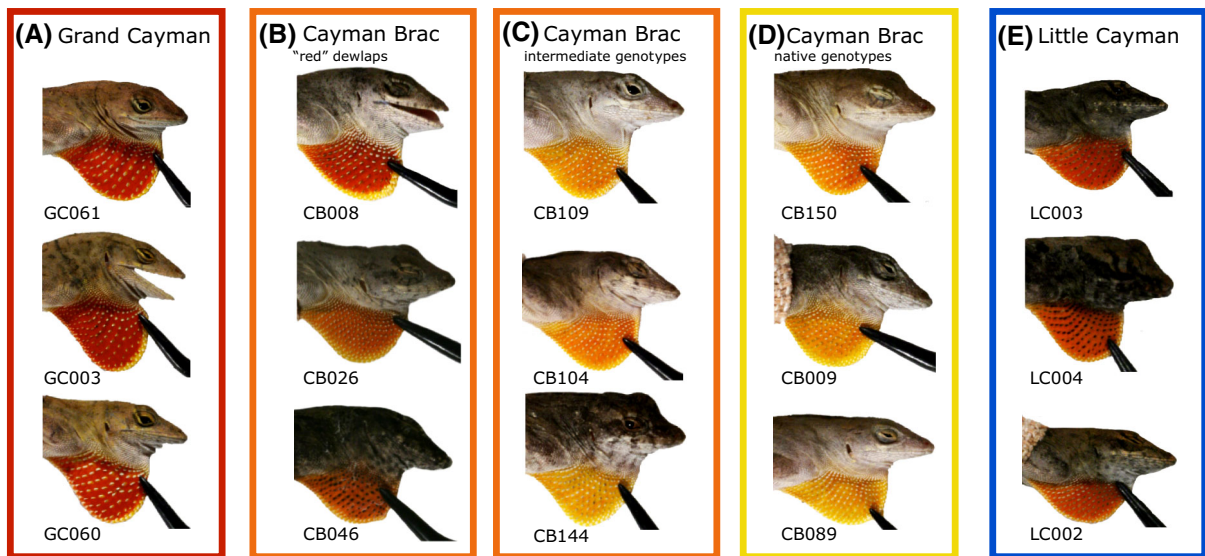 (A) Grand Cayman
GC061
GC003
GC060
(B) Cayman Brac
"red" dewlaps
CB008
CB026
CB046
(C) Cayman Brac
intermediate genotypes
CB109
CB104
CB144
(D) Cayman Brac
native genotypes
CB150
CB009
CB089
(E) Little Cayman
LC003
LC004
LC002